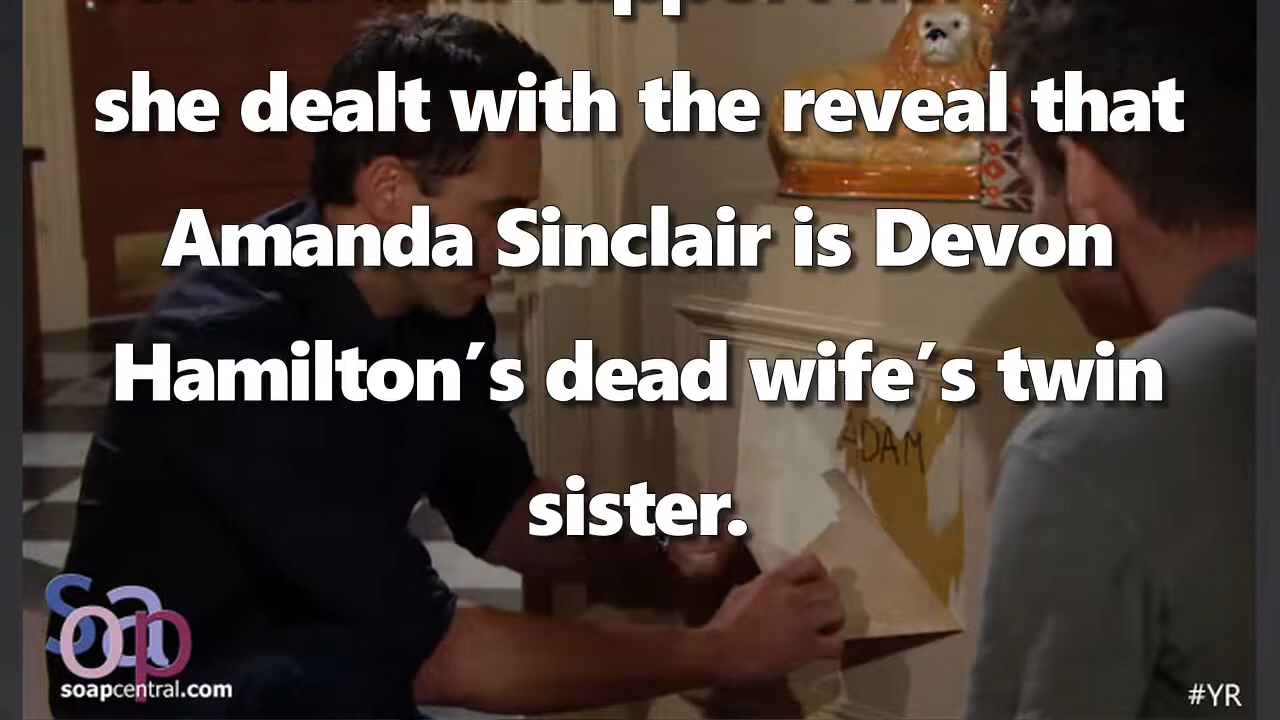 she dealt with the reveal that
Amanda Sinclair is Devon
Hamilton's dead wife's twin
sister.
ADAM
soap
soapcentral.com
#YR